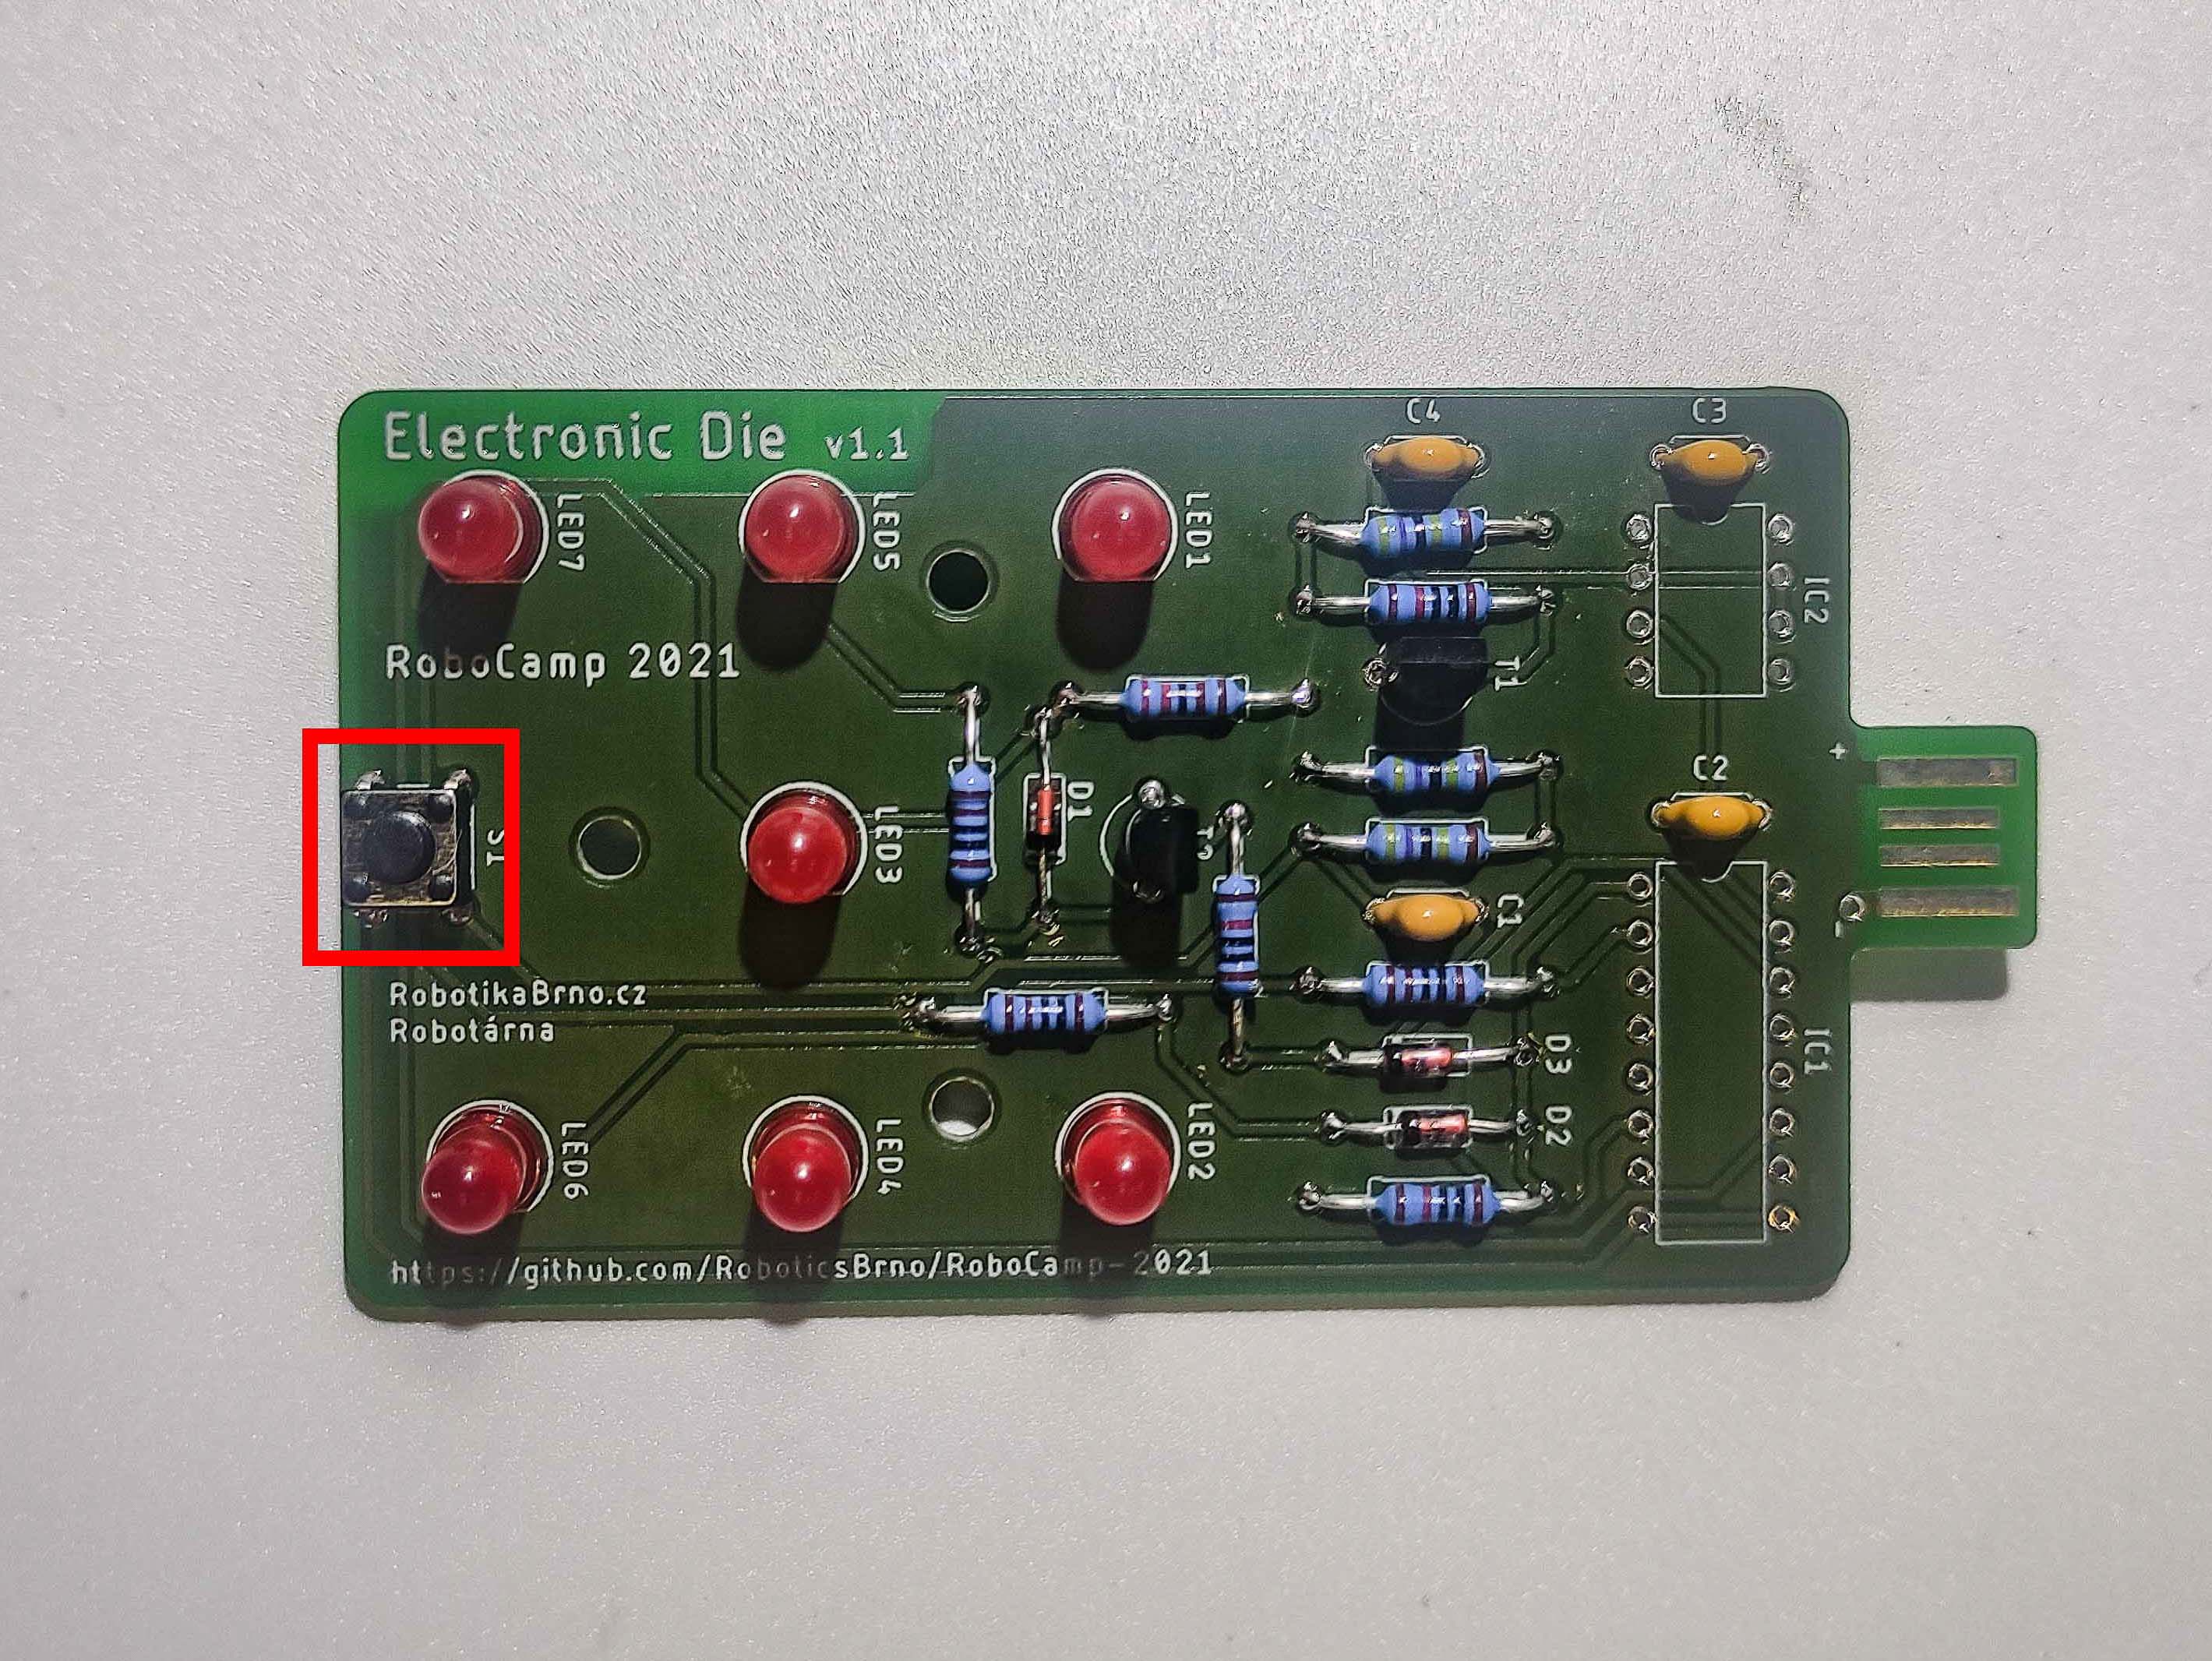 Electronic Die v1.1
C4
C3
LED7
LED5
LED1
IC2
RoboCamp 2021
T1
+
C2
D1
S1
LED3
C1
RobotikaBrno.cz
Robotárna
D3
IC1
D2
LED6
LED4
LED2
https://github.com/RoboticsBrno/RoboCamp-2021